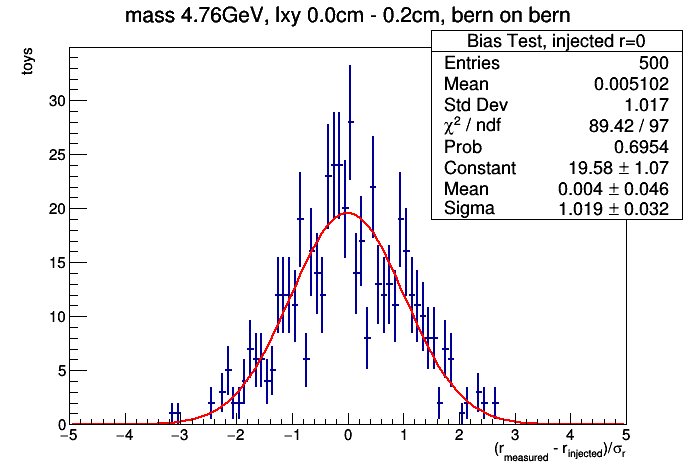 mass 4.76GeV, lxy 0.0cm - 0.2cm, bern on bern
toys
Bias Test, injected r=0
Entries 500
Mean 0.005102
Std Dev 1.017
χ² / ndf 89.42 / 97
Prob 0.6954
Constant 19.58 ± 1.07
Mean 0.004 ± 0.046
Sigma 1.019 ± 0.032
30
25
20
15
10
5
0
−5 −4 −3 −2 −1 0 1 2 3 4 5
(r_measured - r_injected)/σ_r